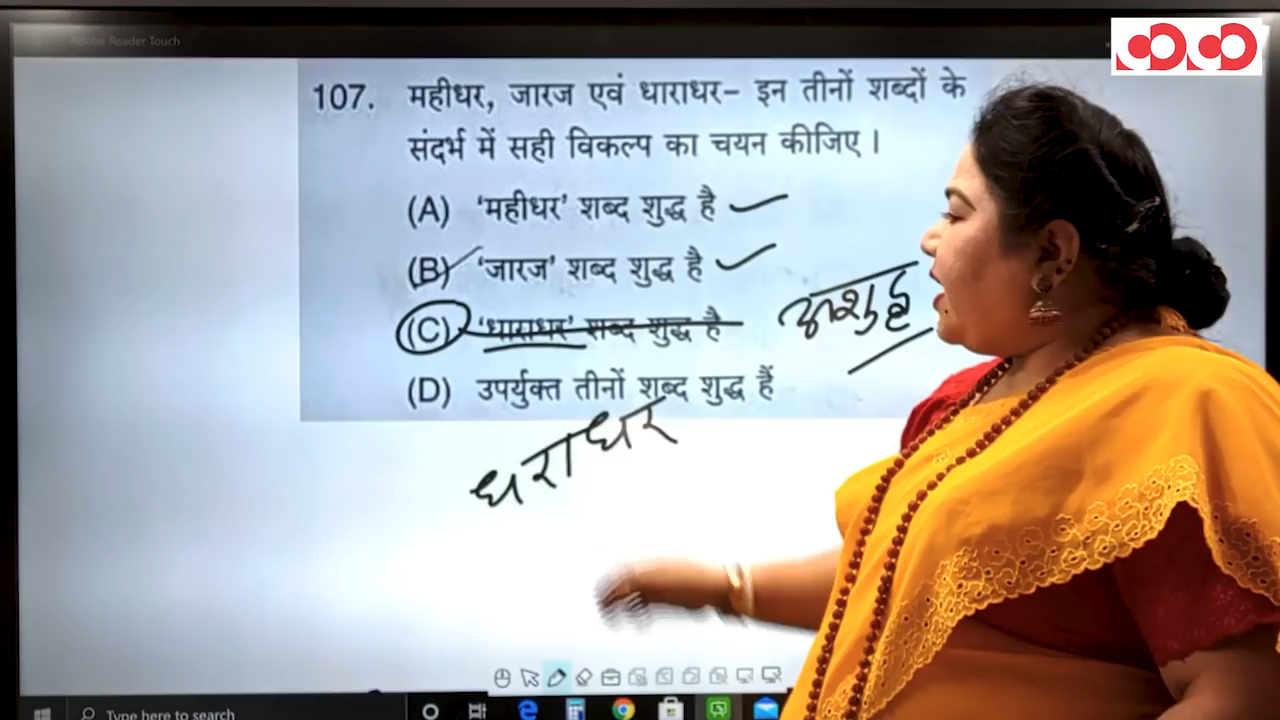 Adobe Reader Touch
107. महीधर, जारज एवं धाराधर– इन तीनों शब्दों के
संदर्भ में सही विकल्प का चयन कीजिए।
(A) 'महीधर' शब्द शुद्ध है
(B) 'जारज' शब्द शुद्ध है
(C) 'धाराधर' शब्द शुद्ध है
अशुद्ध
(D) उपर्युक्त तीनों शब्द शुद्ध हैं
धराधर
Type here to search